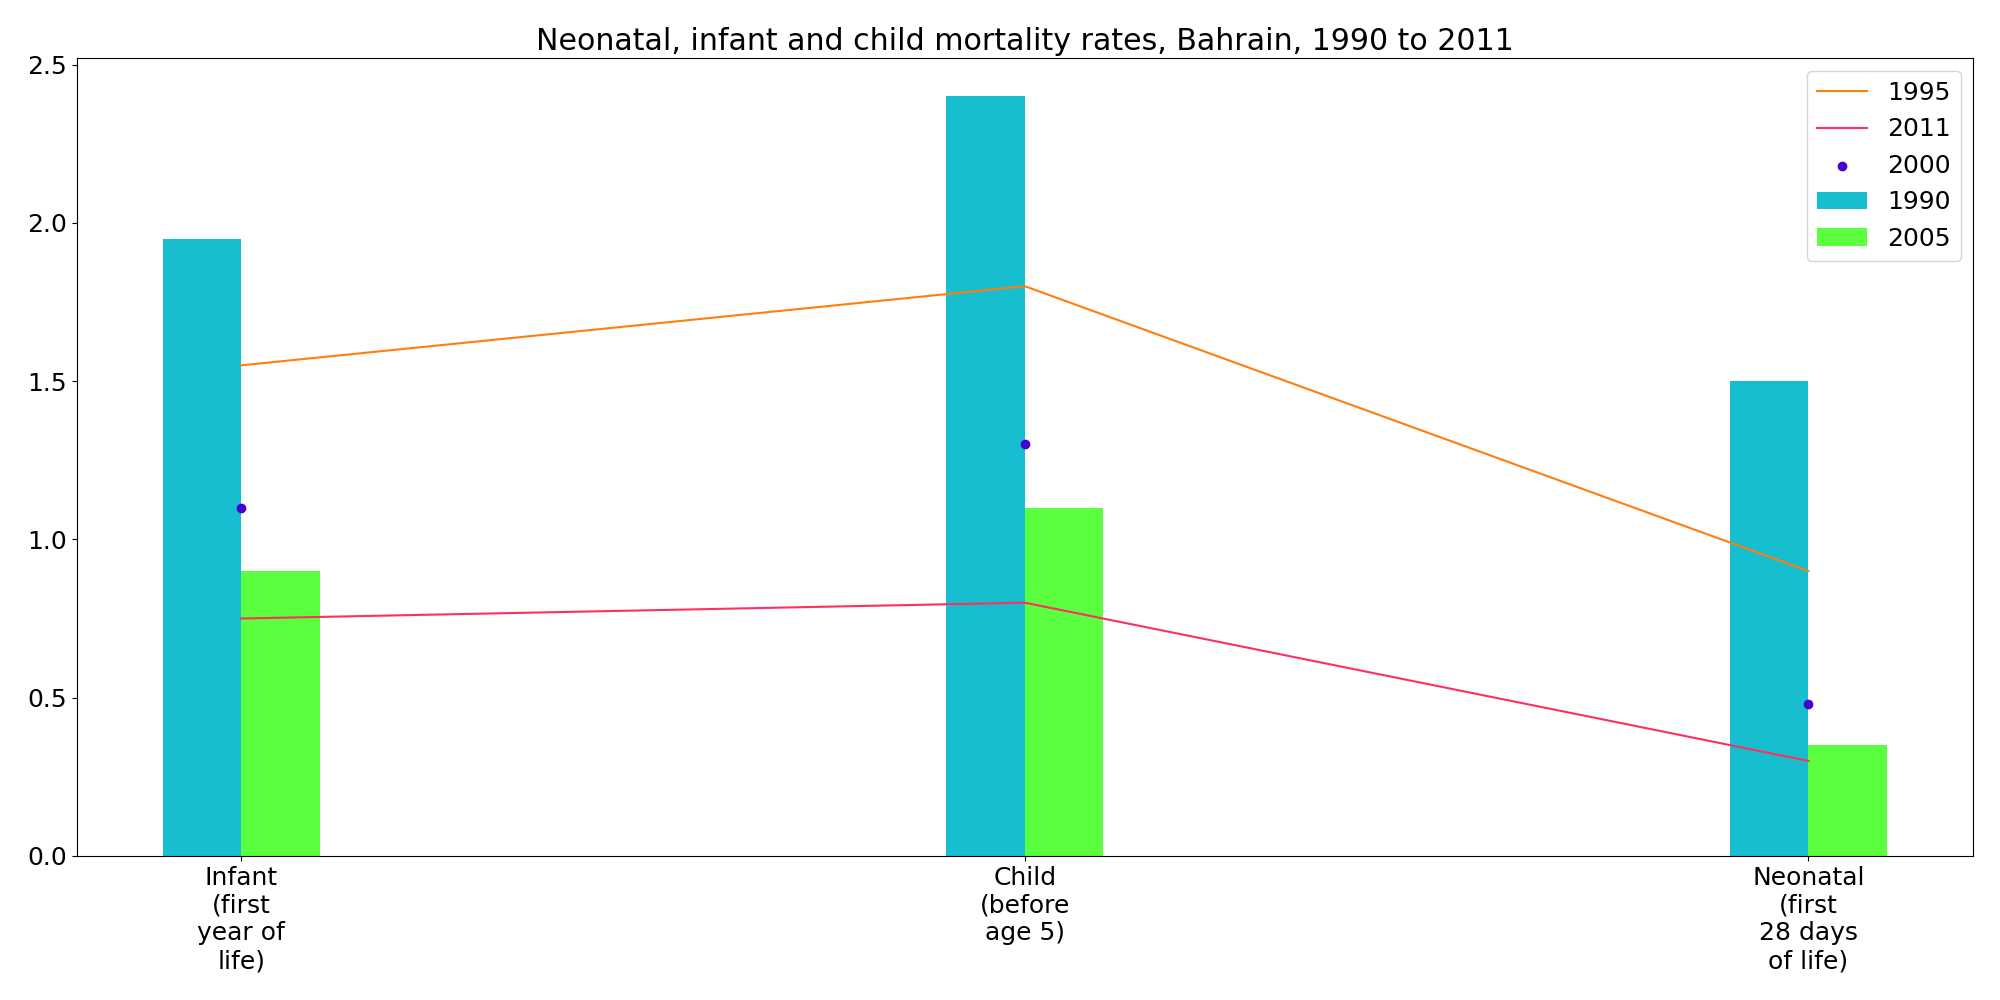 Neonatal, infant and child mortality rates, Bahrain, 1990 to 2011
2.5
2.0
1.5
1.0
0.5
0.0
1995
2011
2000
1990
2005
Infant
(first
year of
life)
Child
(before
age 5)
Neonatal
(first
28 days
of life)